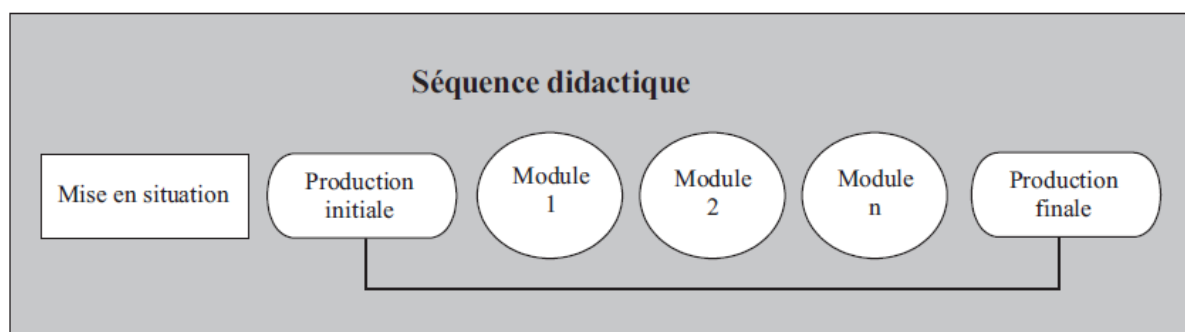 Séquence didactique
Mise en situation
Production
initiale
Module
1
Module
2
Module
n
Production
finale